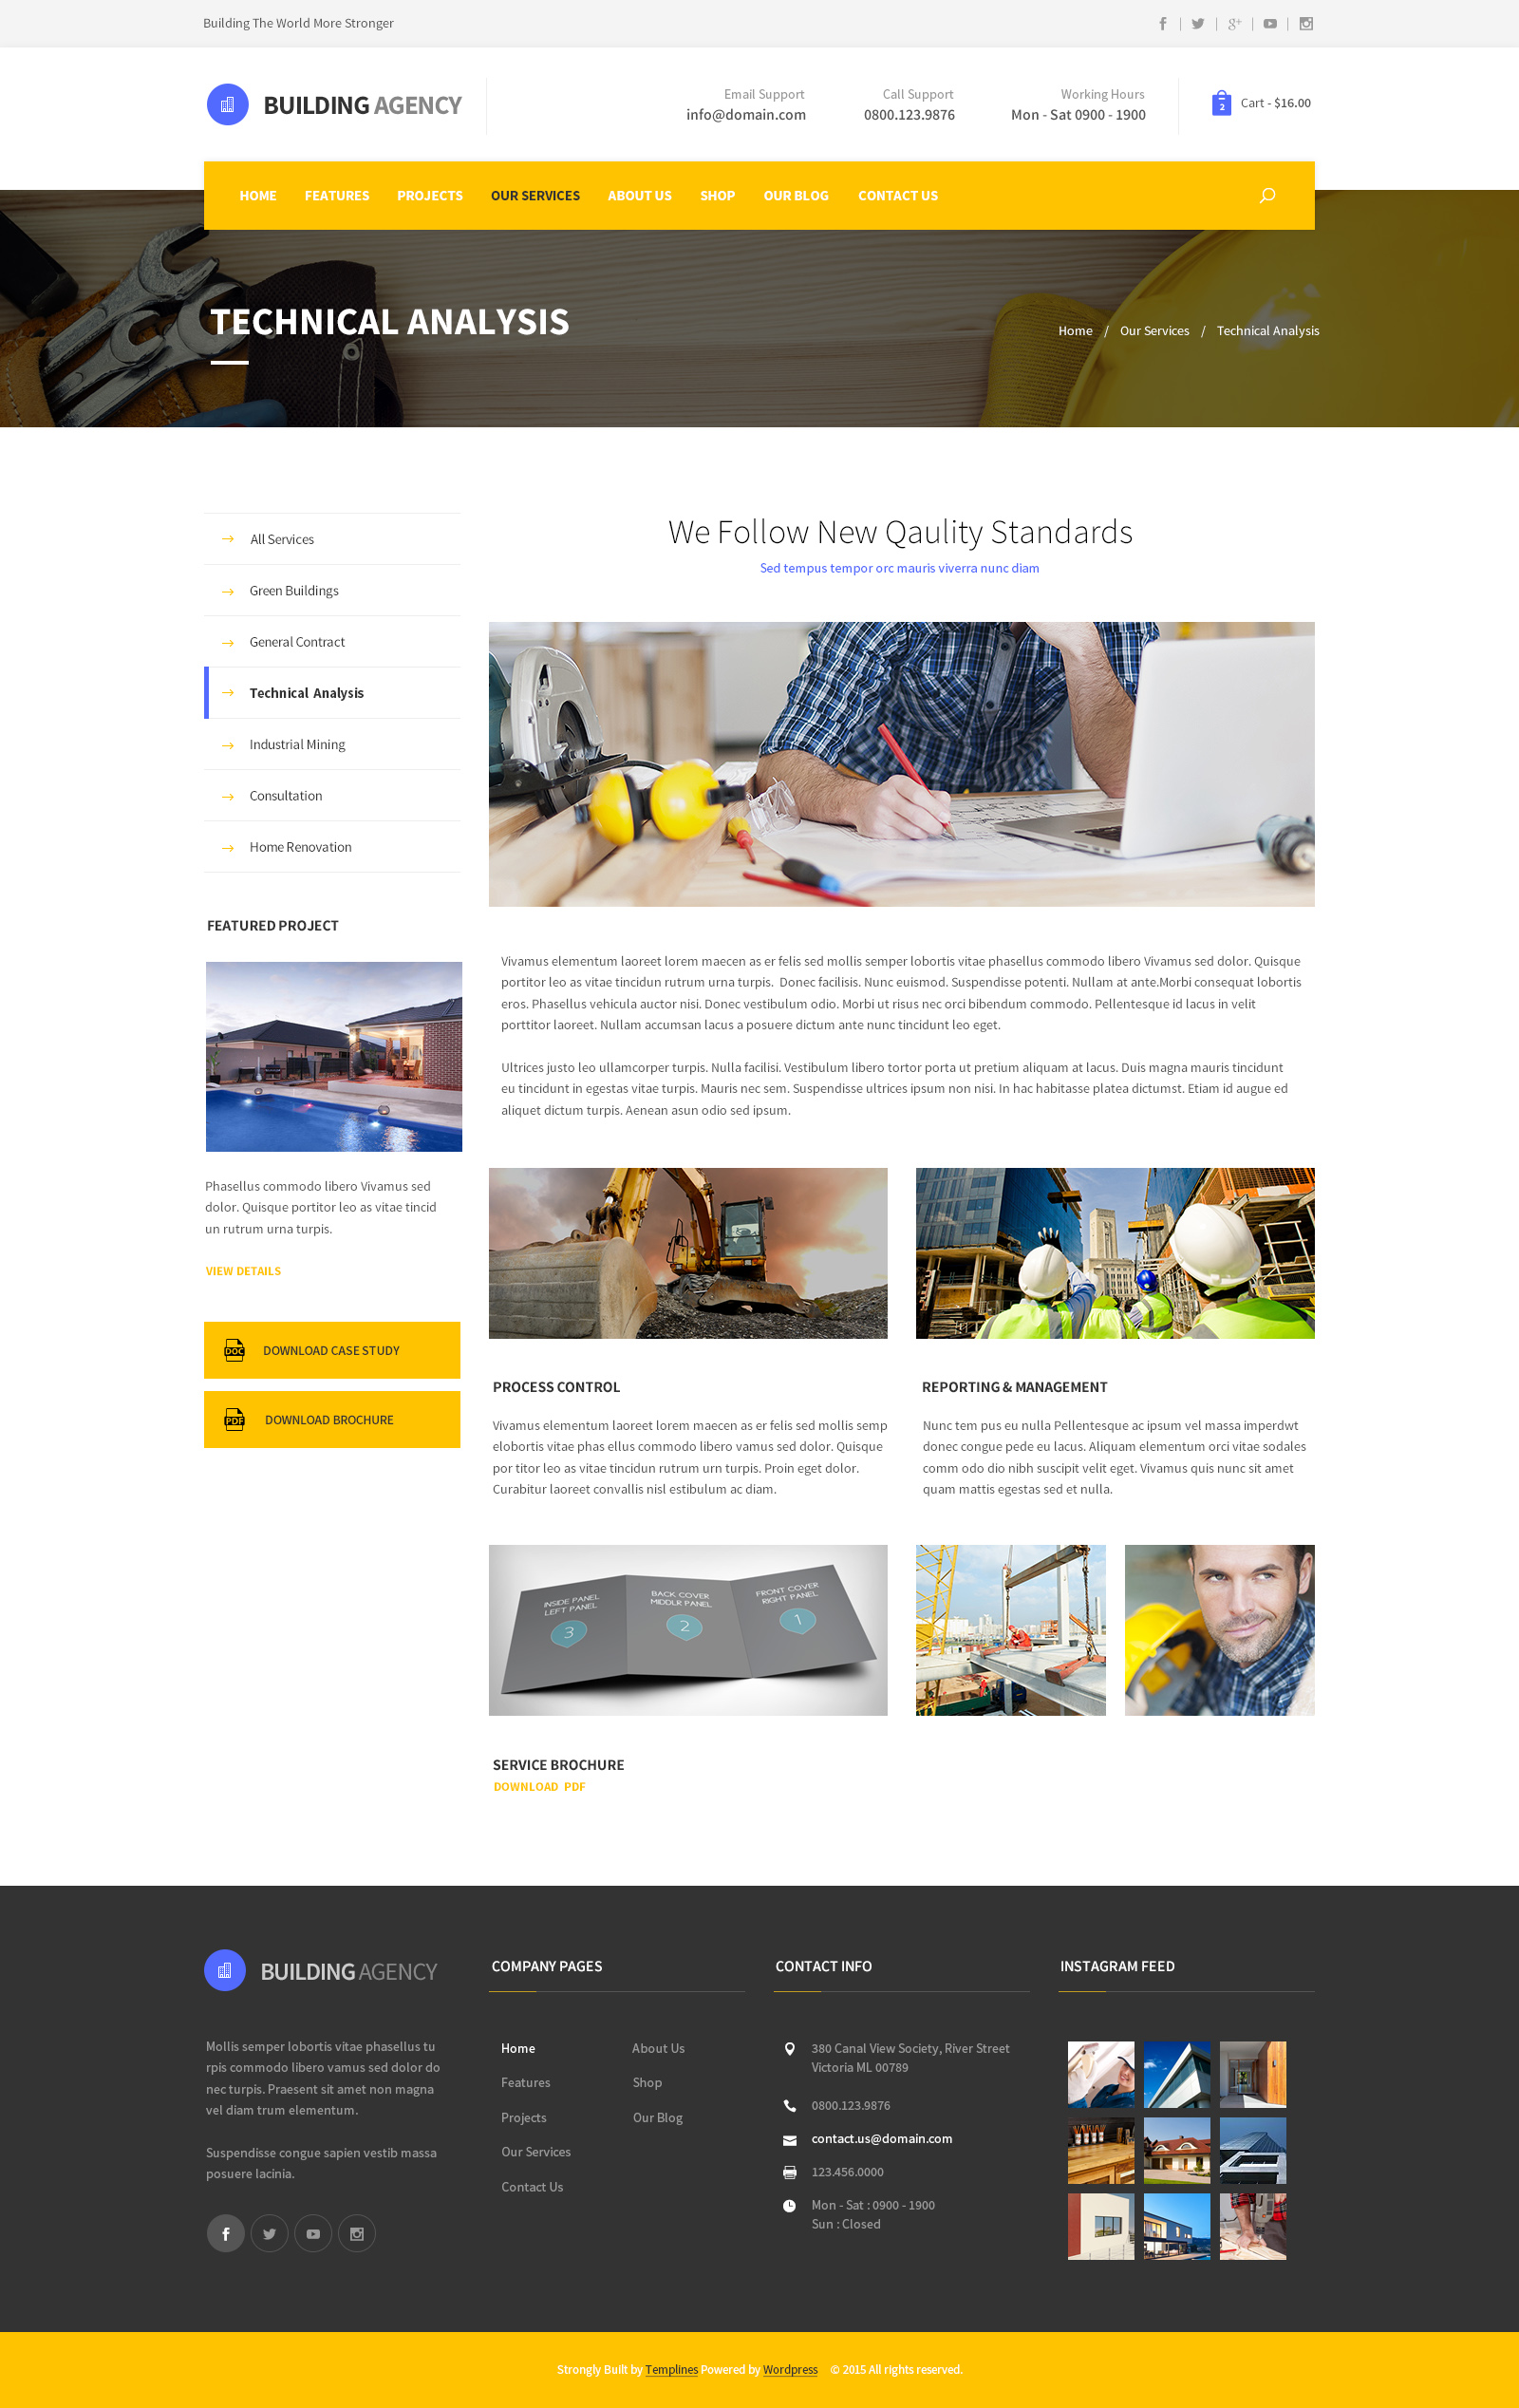 Building The World More Stronger
BUILDING AGENCY
Email Support
info@domain.com
Call Support
0800.123.9876
Working Hours
Mon - Sat 0900 - 1900
2
Cart - $16.00
HOME FEATURES PROJECTS OUR SERVICES ABOUT US SHOP OUR BLOG CONTACT US
TECHNICAL ANALYSIS
Home / Our Services / Technical Analysis
All Services
Green Buildings
General Contract
Technical Analysis
Industrial Mining
Consultation
Home Renovation
FEATURED PROJECT
Phasellus commodo libero Vivamus sed
dolor. Quisque portitor leo as vitae tincid
un rutrum urna turpis.
VIEW DETAILS
DOC
DOWNLOAD CASE STUDY
PDF
DOWNLOAD BROCHURE
We Follow New Qaulity Standards
Sed tempus tempor orc mauris viverra nunc diam
Vivamus elementum laoreet lorem maecen as er felis sed mollis semper lobortis vitae phasellus commodo libero Vivamus sed dolor. Quisque
portitor leo as vitae tincidun rutrum urna turpis. Donec facilisis. Nunc euismod. Suspendisse potenti. Nullam at ante.Morbi consequat lobortis
eros. Phasellus vehicula auctor nisi. Donec vestibulum odio. Morbi ut risus nec orci bibendum commodo. Pellentesque id lacus in velit
porttitor laoreet. Nullam accumsan lacus a posuere dictum ante nunc tincidunt leo eget.
Ultrices justo leo ullamcorper turpis. Nulla facilisi. Vestibulum libero tortor porta ut pretium aliquam at lacus. Duis magna mauris tincidunt
eu tincidunt in egestas vitae turpis. Mauris nec sem. Suspendisse ultrices ipsum non nisi. In hac habitasse platea dictumst. Etiam id augue ed
aliquet dictum turpis. Aenean asun odio sed ipsum.
PROCESS CONTROL
Vivamus elementum laoreet lorem maecen as er felis sed mollis semp
elobortis vitae phas ellus commodo libero vamus sed dolor. Quisque
por titor leo as vitae tincidun rutrum urn turpis. Proin eget dolor.
Curabitur laoreet convallis nisl estibulum ac diam.
REPORTING & MANAGEMENT
Nunc tem pus eu nulla Pellentesque ac ipsum vel massa imperdwt
donec congue pede eu lacus. Aliquam elementum orci vitae sodales
comm odo dio nibh suscipit velit eget. Vivamus quis nunc sit amet
quam mattis egestas sed et nulla.
INSIDE PANEL
LEFT PANEL
3
BACK COVER
MIDDLR PANEL
2
FRONT COVER
RIGHT PANEL
1
SERVICE BROCHURE
DOWNLOAD PDF
BUILDING AGENCY
Mollis semper lobortis vitae phasellus tu
rpis commodo libero vamus sed dolor do
nec turpis. Praesent sit amet non magna
vel diam trum elementum.
Suspendisse congue sapien vestib massa
posuere lacinia.
COMPANY PAGES
Home
Features
Projects
Our Services
Contact Us
About Us
Shop
Our Blog
CONTACT INFO
380 Canal View Society, River Street
Victoria ML 00789
0800.123.9876
contact.us@domain.com
123.456.0000
Mon - Sat : 0900 - 1900
Sun : Closed
INSTAGRAM FEED
Strongly Built by Templines Powered by Wordpress © 2015 All rights reserved.